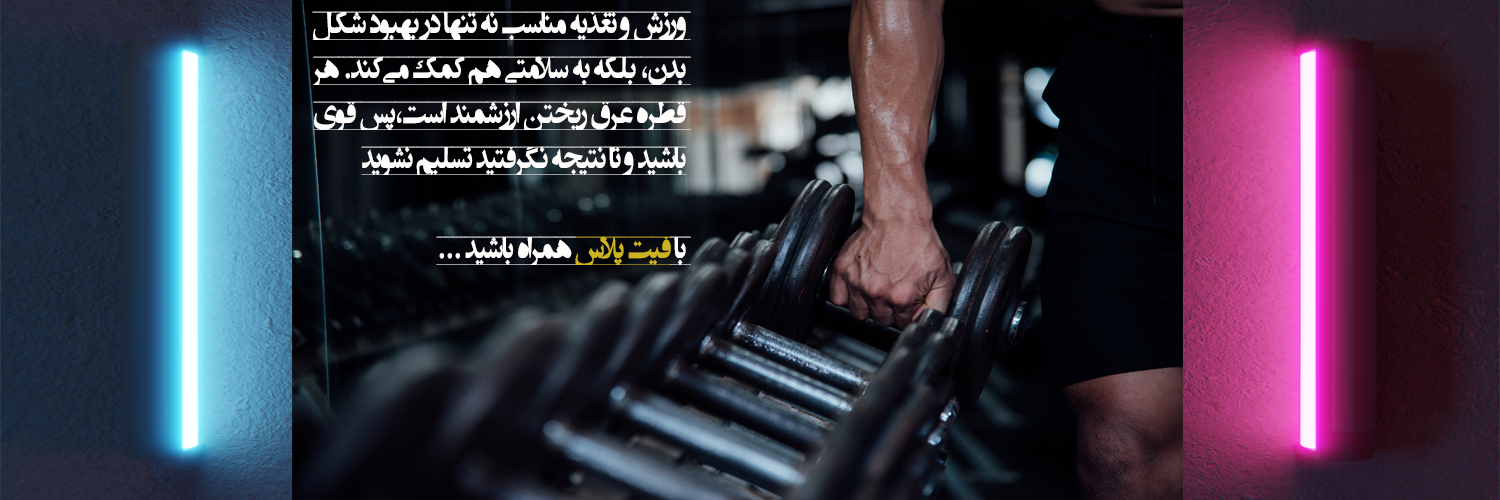 ورزش و تغذیه مناسب نه تنها در بهبود شکل
بدن، بلکه به سلامتی هم کمک می‌کند. هر
قطره عرق ریختن ارزشمند است،پس قوی
باشید و تا نتیجه نگرفتید تسلیم نشوید
با فیت پلاس همراه باشید ...